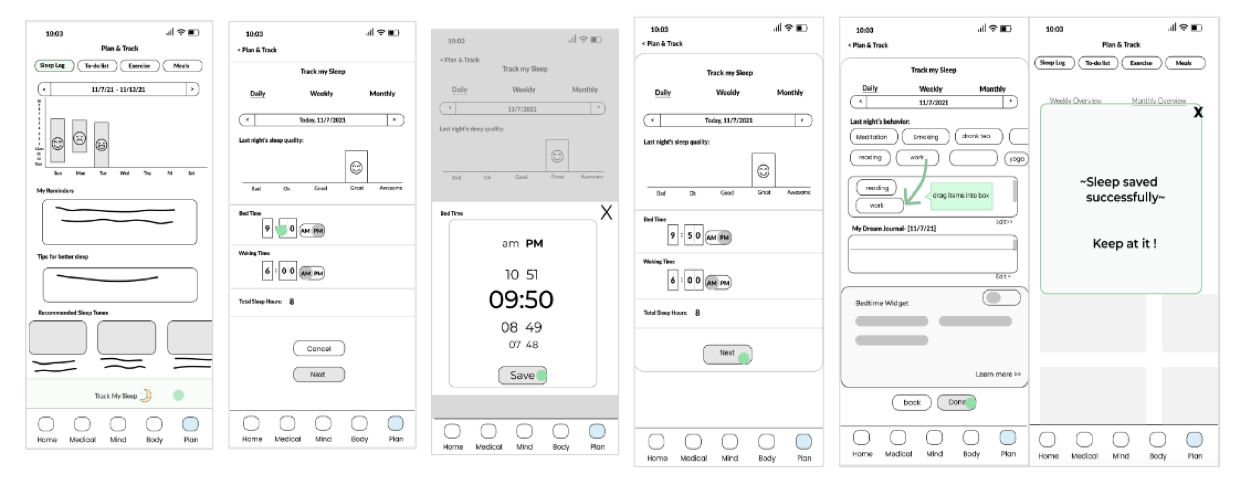 10:03
Plan & Track
Sleep Log
To-do list
Exercise
Meals
< 11/7/21 - 11/13/21 >
Sun Mon Tue Wed Thu Fri Sat
My Reminders
Tips for better sleep
Recommended Sleep Tunes
Track My Sleep
Home Medical Mind Body Plan
10:03
< Plan & Track
Track my Sleep
Daily Weekly Monthly
< Today, 11/7/2021 >
Last night's sleep quality:
Bad Ok Good Great Awesome
Bed Time
9 : 0 AM PM
Waking Time
6 : 0 0 AM PM
Total Sleep Hours: 8
Cancel
Next
Home Medical Mind Body Plan
10:03
< Plan & Track
Track my Sleep
Daily Weekly Monthly
< 11/7/2021 >
Last night's sleep quality:
Bad Ok Good Great Awesome
Bed Time
X
am PM
10 51
09:50
08 49
07 48
Save
Home Medical Mind Body Plan
10:03
< Plan & Track
Track my Sleep
Daily Weekly Monthly
< Today, 11/7/2021 >
Last night's sleep quality:
Bad Ok Good Great Awesome
Bed Time
9 : 5 0 AM PM
Waking Time
6 : 0 0 AM PM
Total Sleep Hours: 8
Next
Home Medical Mind Body Plan
10:03
< Plan & Track
Track my Sleep
Daily Weekly Monthly
< 11/7/2021 >
Last night's behavior:
Meditation Smoking drank tea
reading work yoga
reading
work
drag items into box
Edit>>
My Dream Journal- [11/7/21]
Edit >
Bedtime Widget
Learn more >>
back Done
Home Medical Mind Body Plan
10:03
Plan & Track
Sleep Log
To-do list
Exercise
Meals
Weekly Overview Monthly Overview
X
~Sleep saved
successfully~
Keep at it !
Home Medical Mind Body Plan